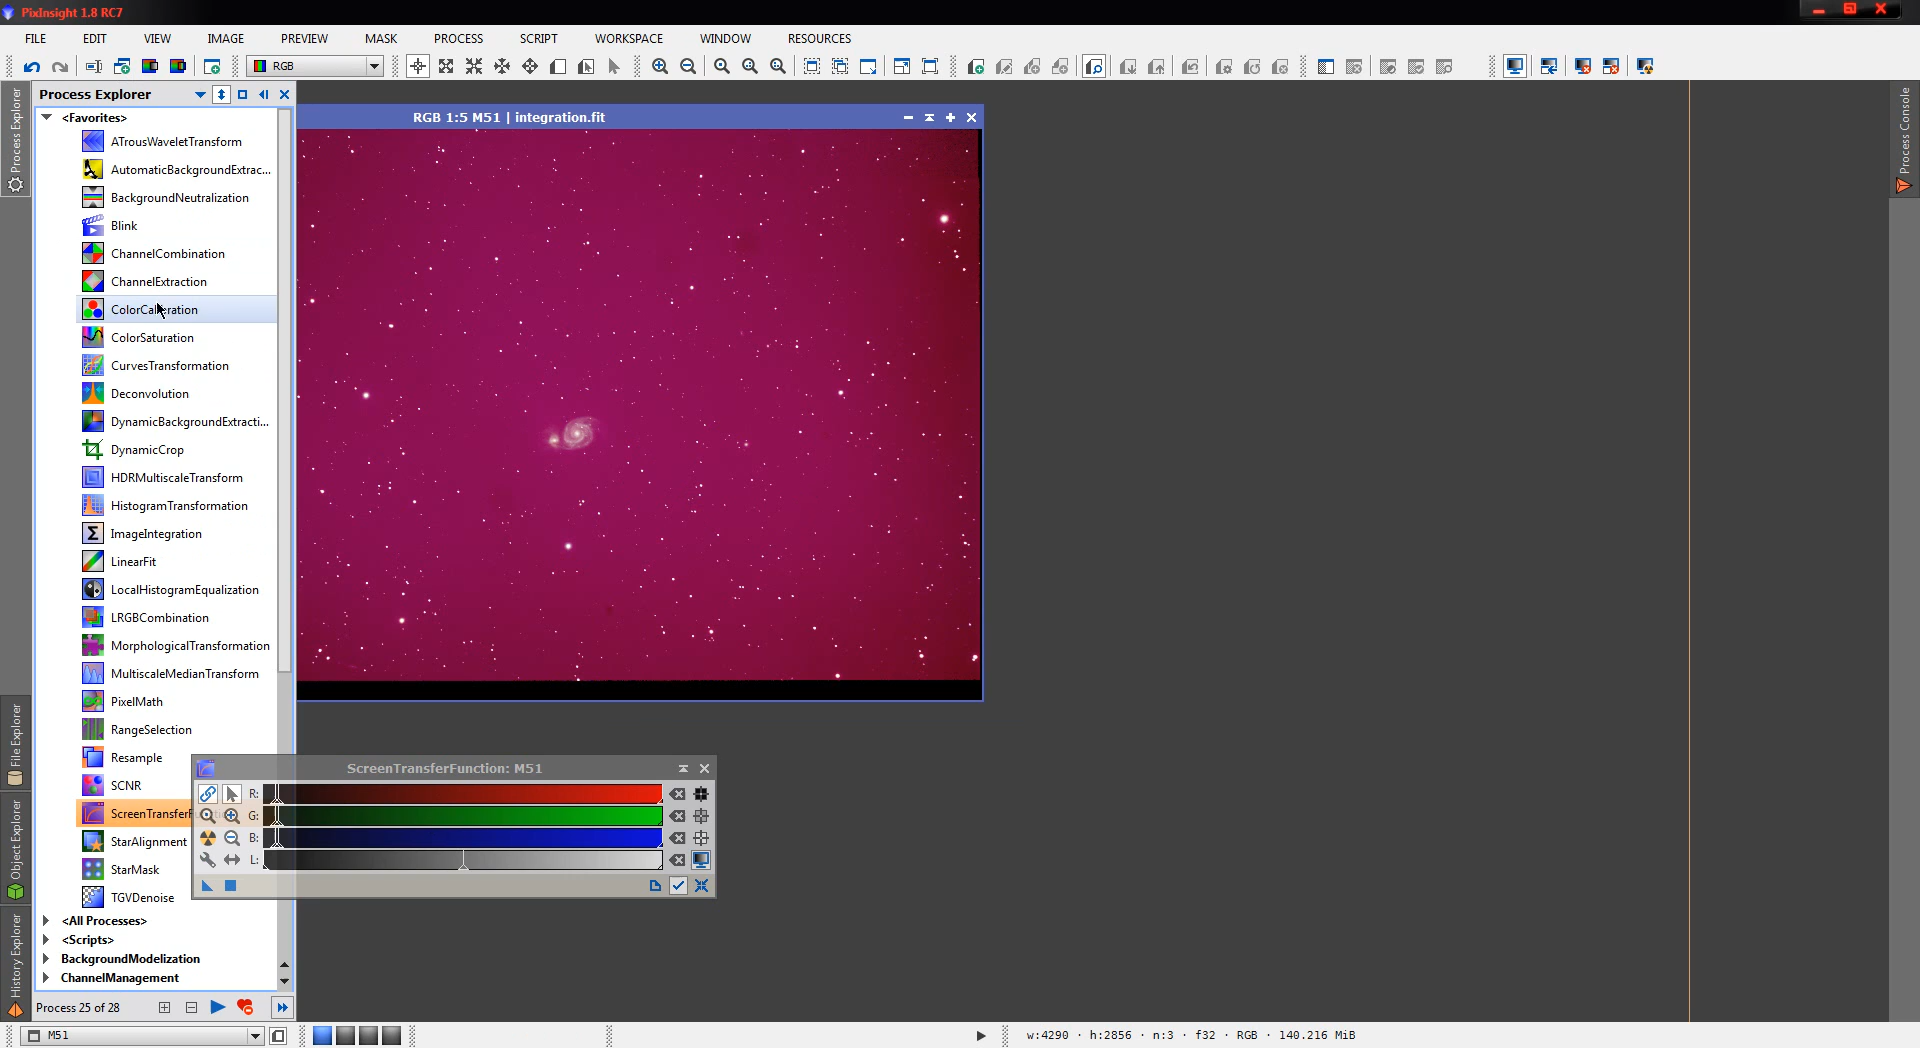 PixInsight 1.8 RC7
FILE EDIT VIEW IMAGE PREVIEW MASK PROCESS SCRIPT WORKSPACE WINDOW RESOURCES
RGB
Process Explorer
Process Explorer
<Favorites>
ATrousWaveletTransform
AutomaticBackgroundExtrac...
BackgroundNeutralization
Blink
ChannelCombination
ChannelExtraction
ColorCalibration
ColorSaturation
CurvesTransformation
Deconvolution
DynamicBackgroundExtracti...
DynamicCrop
HDRMultiscaleTransform
HistogramTransformation
ImageIntegration
LinearFit
LocalHistogramEqualization
LRGBCombination
MorphologicalTransformation
MultiscaleMedianTransform
PixelMath
RangeSelection
Resample
SCNR
ScreenTransferF
StarAlignment
StarMask
TGVDenoise
<All Processes>
<Scripts>
BackgroundModelization
ChannelManagement
Process 25 of 28
File Explorer
Object Explorer
History Explorer
RGB 1:5 M51 | integration.fit
ScreenTransferFunction: M51
R:
G:
B:
L:
Process Console
M51
w:4290 · h:2856 · n:3 · f32 · RGB · 140.216 MiB